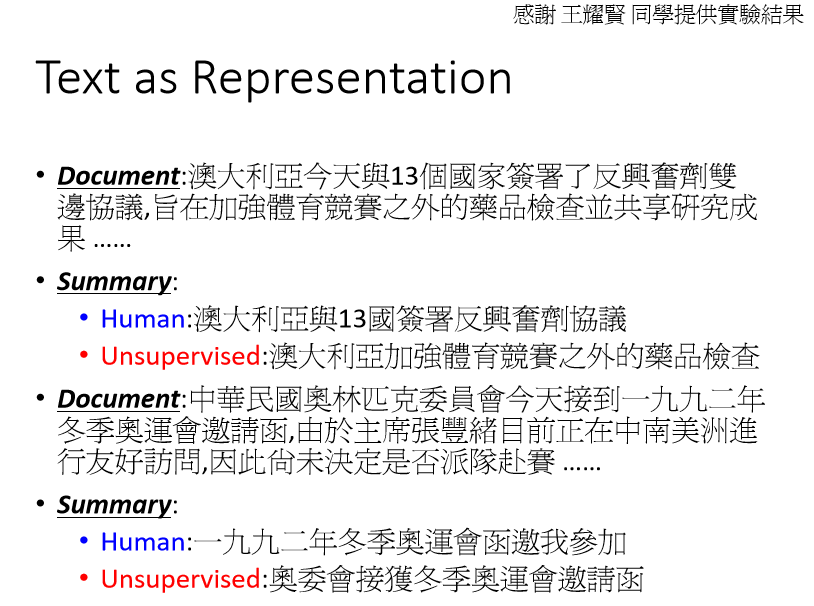 感謝 王耀賢 同學提供實驗結果
Text as Representation
• Document:澳大利亞今天與13個國家簽署了反興奮劑雙
邊協議,旨在加強體育競賽之外的藥品檢查並共享研究成
果 ……
• Summary:
• Human:澳大利亞與13國簽署反興奮劑協議
• Unsupervised:澳大利亞加強體育競賽之外的藥品檢查
• Document:中華民國奧林匹克委員會今天接到一九九二年
冬季奧運會邀請函,由於主席張豐緒目前正在中南美洲進
行友好訪問,因此尚未決定是否派隊赴賽 ……
• Summary:
• Human:一九九二年冬季奧運會函邀我參加
• Unsupervised:奧委會接獲冬季奧運會邀請函